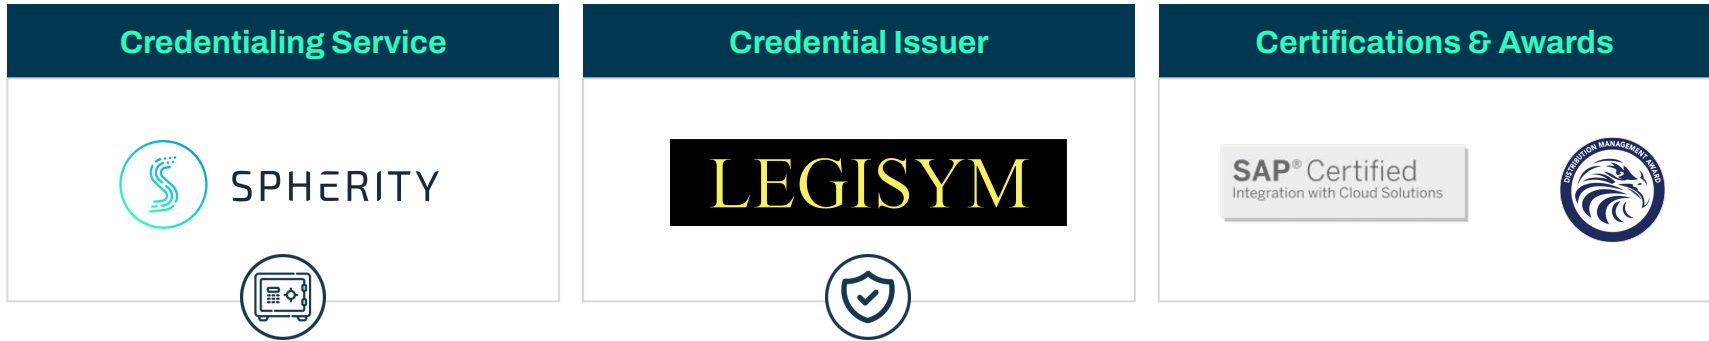 Credentialing Service
Credential Issuer
Certifications & Awards
SPHERITY
LEGISYM
SAP® Certified
Integration with Cloud Solutions
DISTRIBUTION MANAGEMENT AWARD